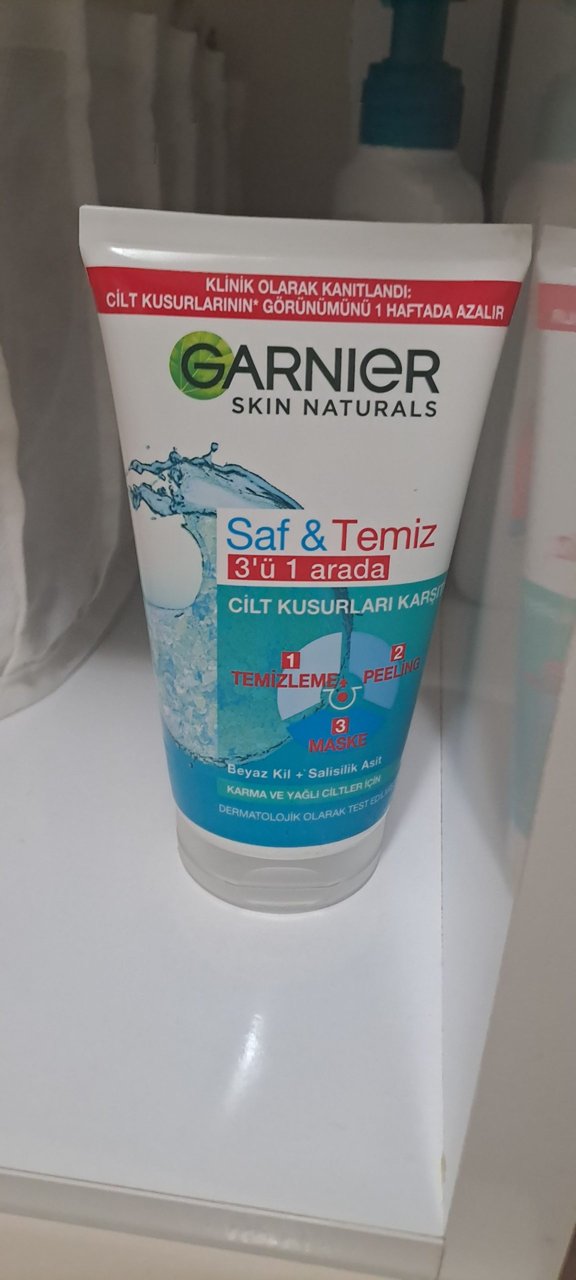 KLİNİK OLARAK KANITLANDI:
CİLT KUSURLARININ* GÖRÜNÜMÜNÜ 1 HAFTADA AZALIR
GARNIER
SKIN NATURALS
Saf & Temiz
3'ü 1 arada
CİLT KUSURLARI
1
TEMİZLEME
2
PEELING
3
MASKE
Beyaz Kil + Salisilik Asit
KARMA VE YAĞLI CİLTLER İÇİN
DERMATOLOJİK OLARAK TEST